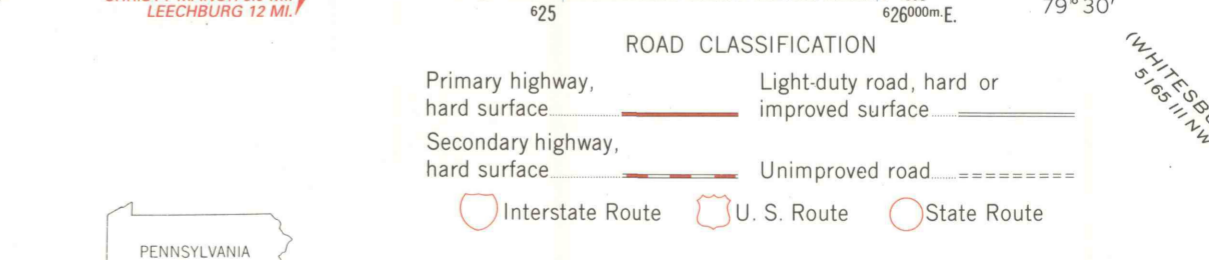 LEECHBURG 12 MI.
625
626000m.E.
79°30'
ROAD CLASSIFICATION
Primary highway,
hard surface
Light-duty road, hard or
improved surface
Secondary highway,
hard surface
Unimproved road
Interstate Route
U. S. Route
State Route
5165 III NW
PENNSYLVANIA